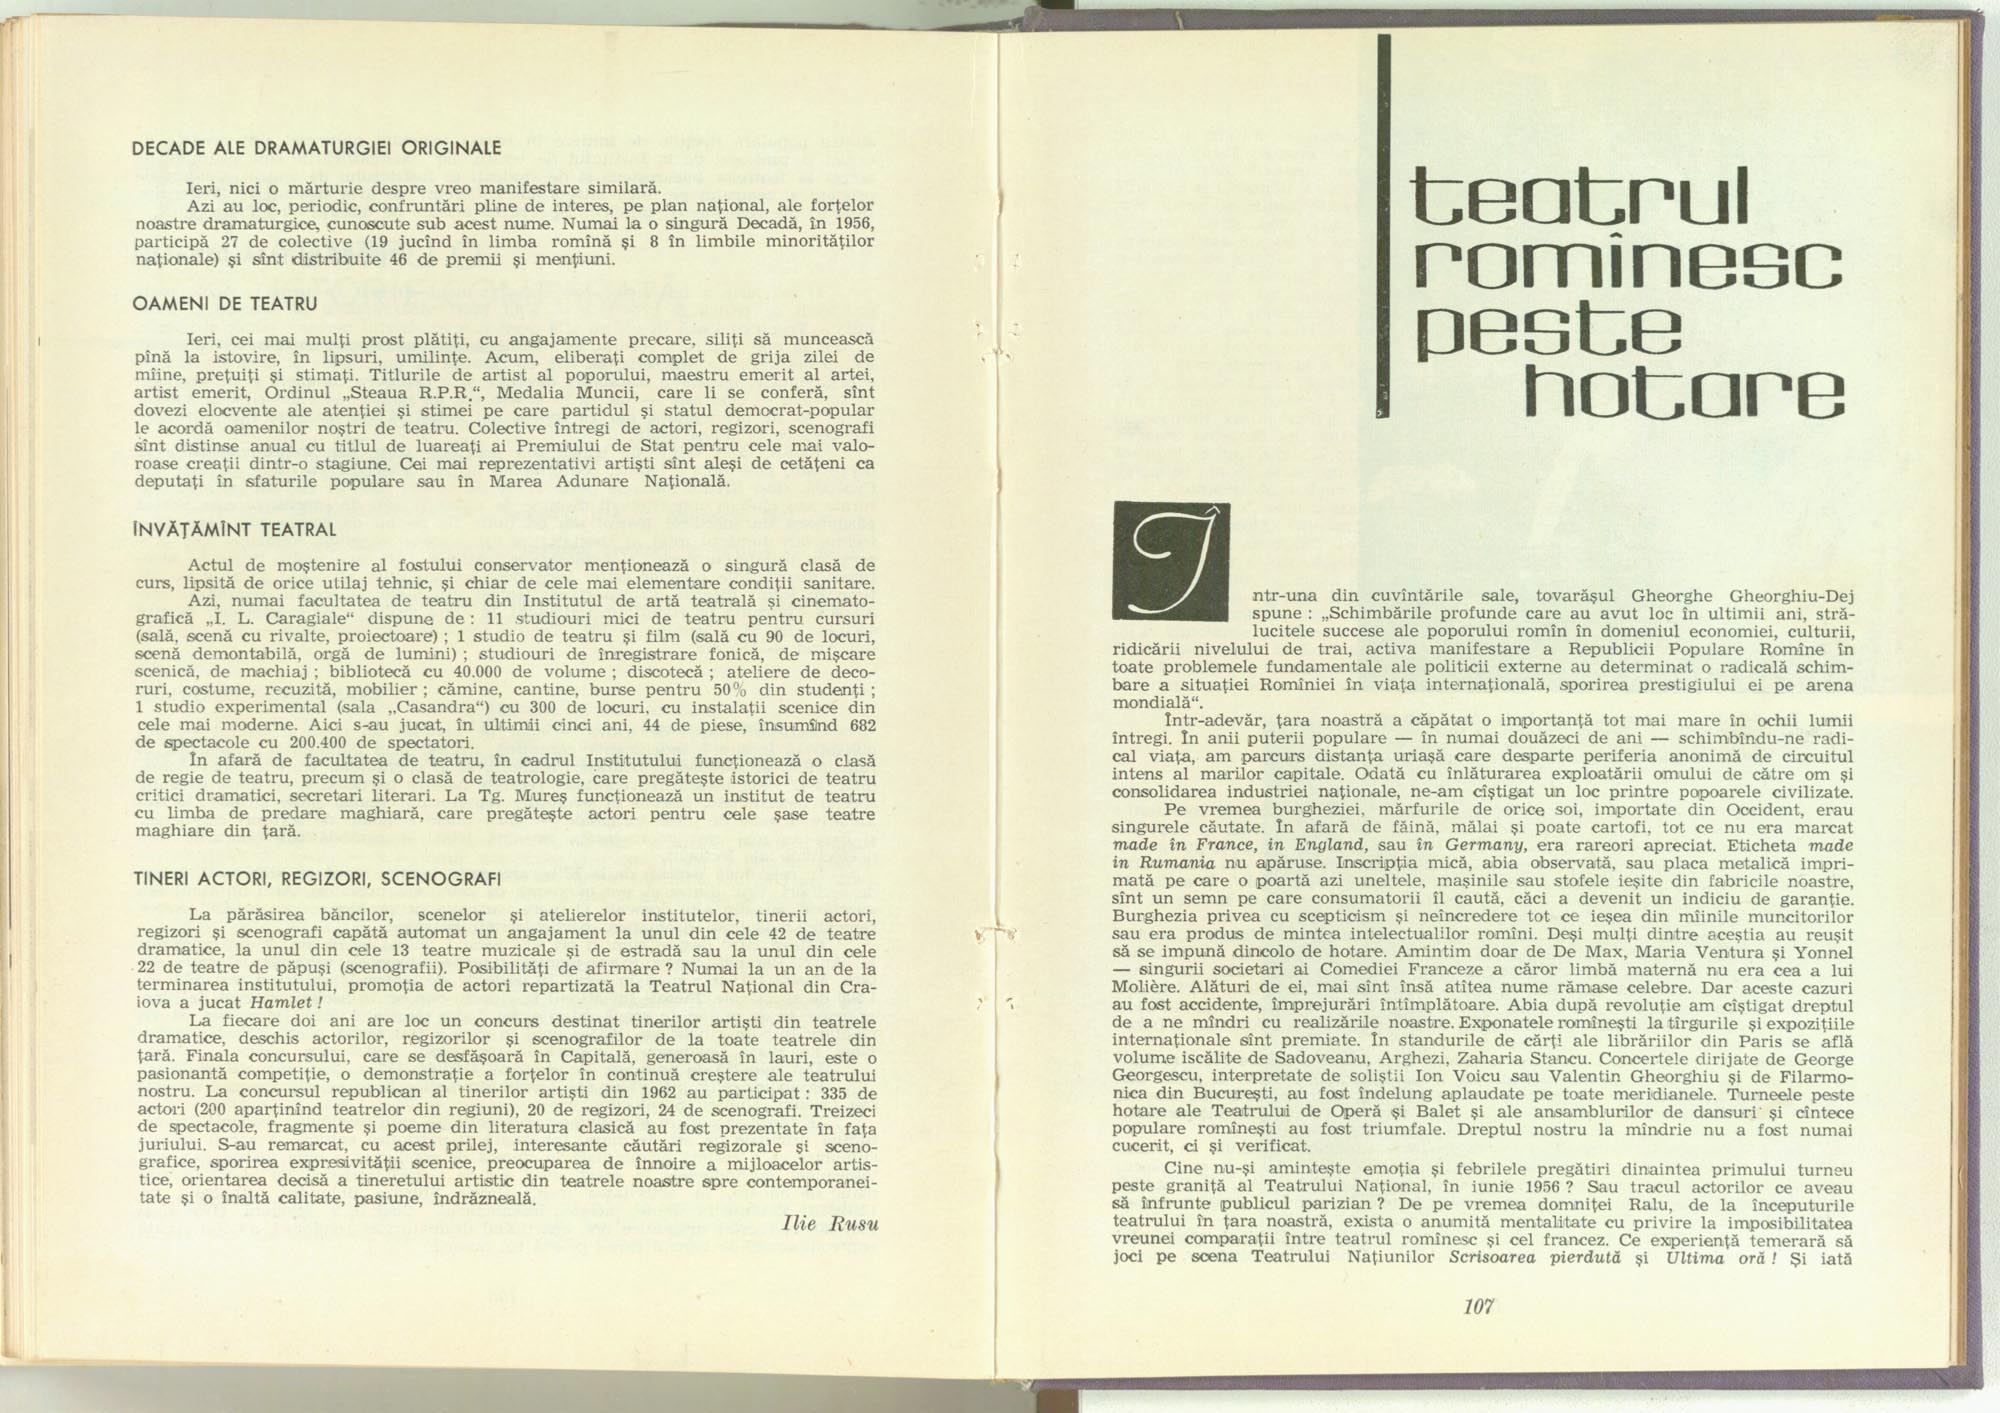 DECADE ALE DRAMATURGIEI ORIGINALE
Ieri, nici o mărturie despre vreo manifestare similară.
Azi au loc, periodic, confruntări pline de interes, pe plan național, ale forțelor
noastre dramaturgice, cunoscute sub acest nume. Numai la o singură Decadă, în 1956,
participă 27 de colective (19 jucînd în limba romînă și 8 în limbile minorităților
naționale) și sînt distribuite 46 de premii și mențiuni.
OAMENI DE TEATRU
Ieri, cei mai mulți prost plătiți, cu angajamente precare, siliți să muncească
pînă la istovire, în lipsuri, umilințe. Acum, eliberați complet de grija zilei de
mîine, prețuiți și stimați. Titlurile de artist al poporului, maestru emerit al artei,
artist emerit, Ordinul „Steaua R.P.R.“, Medalia Muncii, care li se conferă, sînt
dovezi elocvente ale atenției și stimei pe care partidul și statul democrat-popular
le acordă oamenilor noștri de teatru. Colective întregi de actori, regizori, scenografi
sînt distinse anual cu titlul de luareați ai Premiului de Stat pentru cele mai valo-
roase creații dintr-o stagiune. Cei mai reprezentativi artiști sînt aleși de cetățeni ca
deputați în sfaturile populare sau în Marea Adunare Națională.
ÎNVĂȚĂMÎNT TEATRAL
Actul de moștenire al fostului conservator menționează o singură clasă de
curs, lipsită de orice utilaj tehnic, și chiar de cele mai elementare condiții sanitare.
Azi, numai facultatea de teatru din Institutul de artă teatrală și cinemato-
grafică „I. L. Caragiale“ dispune de : 11 studiouri mici de teatru pentru cursuri
(sală, scenă cu rivalte, proiectoare) ; 1 studio de teatru și film (sală cu 90 de locuri,
scenă demontabilă, orgă de lumini) ; studiouri de înregistrare fonică, de mișcare
scenică, de machiaj ; bibliotecă cu 40.000 de volume ; discotecă ; ateliere de deco-
ruri, costume, recuzită, mobilier ; cămine, cantine, burse pentru 50% din studenți ;
1 studio experimental (sala „Casandra“) cu 300 de locuri, cu instalații scenice din
cele mai moderne. Aici s-au jucat, în ultimii cinci ani, 44 de piese, însumînd 682
de spectacole cu 200.400 de spectatori.
În afară de facultatea de teatru, în cadrul Institutului funcționează o clasă
de regie de teatru, precum și o clasă de teatrologie, care pregătește istorici de teatru
critici dramatici, secretari literari. La Tg. Mureș funcționează un institut de teatru
cu limba de predare maghiară, care pregătește actori pentru cele șase teatre
maghiare din țară.
TINERI ACTORI, REGIZORI, SCENOGRAFI
La părăsirea băncilor, scenelor și atelierelor institutelor, tinerii actori,
regizori și scenografi capătă automat un angajament la unul din cele 42 de teatre
dramatice, la unul din cele 13 teatre muzicale și de estradă sau la unul din cele
22 de teatre de păpuși (scenografii). Posibilități de afirmare ? Numai la un an de la
terminarea institutului, promoția de actori repartizată la Teatrul Național din Cra-
iova a jucat Hamlet !
La fiecare doi ani are loc un concurs destinat tinerilor artiști din teatrele
dramatice, deschis actorilor, regizorilor și scenografilor de la toate teatrele din
țară. Finala concursului, care se desfășoară în Capitală, generoasă în lauri, este o
pasionantă competiție, o demonstrație a forțelor în continuă creștere ale teatrului
nostru. La concursul republican al tinerilor artiști din 1962 au participat : 335 de
actori (200 aparținînd teatrelor din regiuni), 20 de regizori, 24 de scenografi. Treizeci
de spectacole, fragmente și poeme din literatura clasică au fost prezentate în fața
juriului. S-au remarcat, cu acest prilej, interesante căutări regizorale și sceno-
grafice, sporirea expresivității scenice, preocuparea de înnoire a mijloacelor artis-
tice, orientarea decisă a tineretului artistic din teatrele noastre spre contemporanei-
tate și o înaltă calitate, pasiune, îndrăzneală.
Ilie Rusu
teatrul
romînesc
peste
hotare
Într-una din cuvîntările sale, tovarășul Gheorghe Gheorghiu-Dej
spune : „Schimbările profunde care au avut loc în ultimii ani, stră-
lucitele succese ale poporului romîn în domeniul economiei, culturii,
ridicării nivelului de trai, activa manifestare a Republicii Populare Romîne în
toate problemele fundamentale ale politicii externe au determinat o radicală schim-
bare a situației Romîniei în viața internațională, sporirea prestigiului ei pe arena
mondială“.
Într-adevăr, țara noastră a căpătat o importanță tot mai mare în ochii lumii
întregi. În anii puterii populare — în numai douăzeci de ani — schimbîndu-ne radi-
cal viața, am parcurs distanța uriașă care desparte periferia anonimă de circuitul
intens al marilor capitale. Odată cu înlăturarea exploatării omului de către om și
consolidarea industriei naționale, ne-am cîștigat un loc printre popoarele civilizate.
Pe vremea burgheziei, mărfurile de orice soi, importate din Occident, erau
singurele căutate. În afară de făină, mălai și poate cartofi, tot ce nu era marcat
made în France, in England, sau în Germany, era rareori apreciat. Eticheta made
in Rumania nu apăruse. Inscripția mică, abia observată, sau placa metalică impri-
mată pe care o poartă azi uneltele, mașinile sau stofele ieșite din fabricile noastre,
sînt un semn pe care consumatorii îl caută, căci a devenit un indiciu de garanție.
Burghezia privea cu scepticism și neîncredere tot ce ieșea din mîinile muncitorilor
sau era produs de mintea intelectualilor romîni. Deși mulți dintre aceștia au reușit
să se impună dincolo de hotare. Amintim doar de De Max, Maria Ventura și Yonnel
— singurii societari ai Comediei Franceze a căror limbă maternă nu era cea a lui
Molière. Alături de ei, mai sînt însă atîtea nume rămase celebre. Dar aceste cazuri
au fost accidente, împrejurări întîmplătoare. Abia după revoluție am cîștigat dreptul
de a ne mîndri cu realizările noastre. Exponatele romînești la tîrgurile și expozițiile
internaționale sînt premiate. În standurile de cărți ale librăriilor din Paris se află
volume iscălite de Sadoveanu, Arghezi, Zaharia Stancu. Concertele dirijate de George
Georgescu, interpretate de soliștii Ion Voicu sau Valentin Gheorghiu și de Filarmo-
nica din București, au fost îndelung aplaudate pe toate meridianele. Turneele peste
hotare ale Teatrului de Operă și Balet și ale ansamblurilor de dansuri și cîntece
populare romînești au fost triumfale. Dreptul nostru la mîndrie nu a fost numai
cucerit, ci și verificat.
Cine nu-și amintește emoția și febrilele pregătiri dinaintea primului turneu
peste graniță al Teatrului Național, în iunie 1956 ? Sau tracul actorilor ce aveau
să înfrunte publicul parizian ? De pe vremea domniței Ralu, de la începuturile
teatrului în țara noastră, exista o anumită mentalitate cu privire la imposibilitatea
vreunei comparații între teatrul romînesc și cel francez. Ce experiență temerară să
joci pe scena Teatrului Națiunilor Scrisoarea pierdută și Ultima oră ! Și iată
107